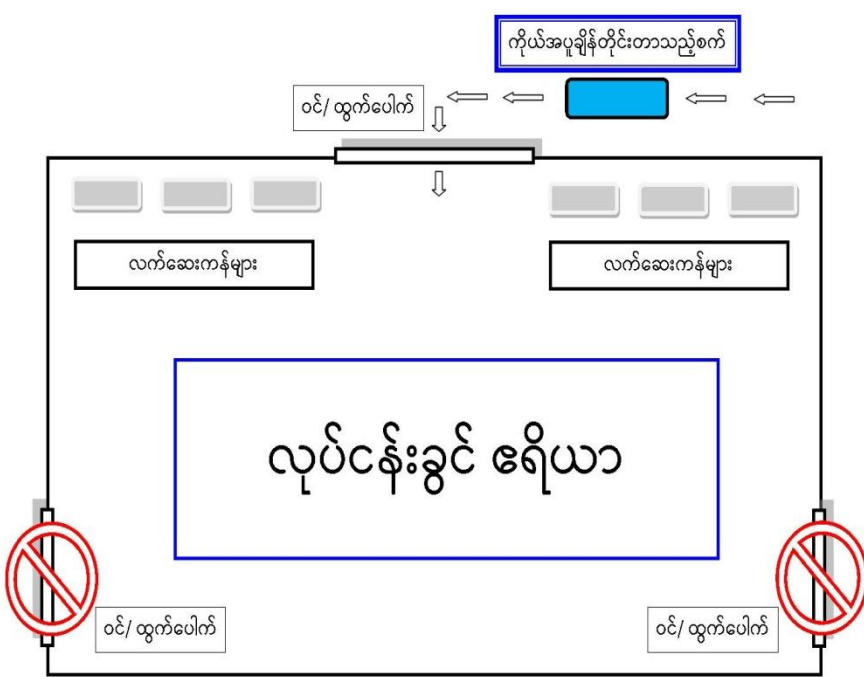 ကိုယ်အပူချိန်တိုင်းတာသည့်စက်
ဝင်/ ထွက်ပေါက်
လက်ဆေးကန်များ
လက်ဆေးကန်များ
လုပ်ငန်းခွင် ဧရိယာ
ဝင်/ ထွက်ပေါက်
ဝင်/ ထွက်ပေါက်